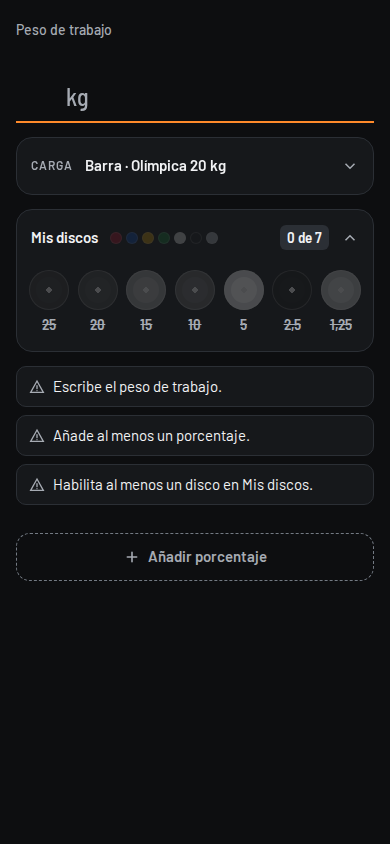 Peso de trabajo
kg
CARGA Barra · Olímpica 20 kg
Mis discos 0 de 7
25 20 15 10 5 2,5 1,25
Escribe el peso de trabajo.
Añade al menos un porcentaje.
Habilita al menos un disco en Mis discos.
+ Añadir porcentaje